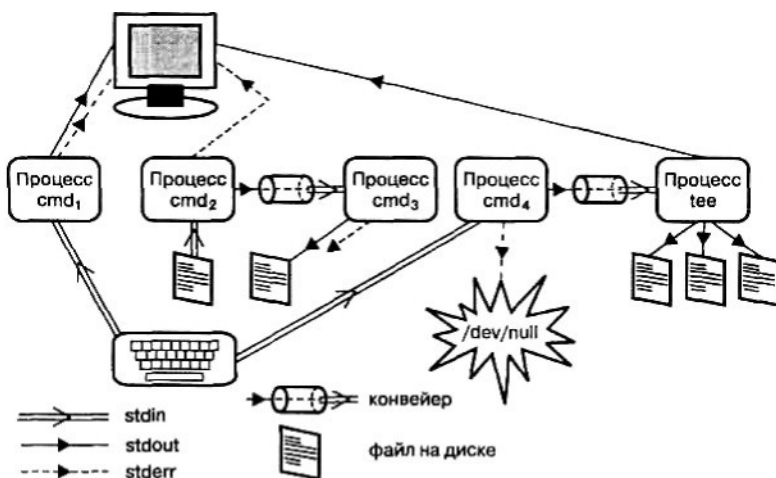 Процесс
cmd₁
Процесс
cmd₂
Процесс
cmd₃
Процесс
cmd₄
Процесс
tee
/dev/null
stdin
stdout
stderr
конвейер
файл на диске